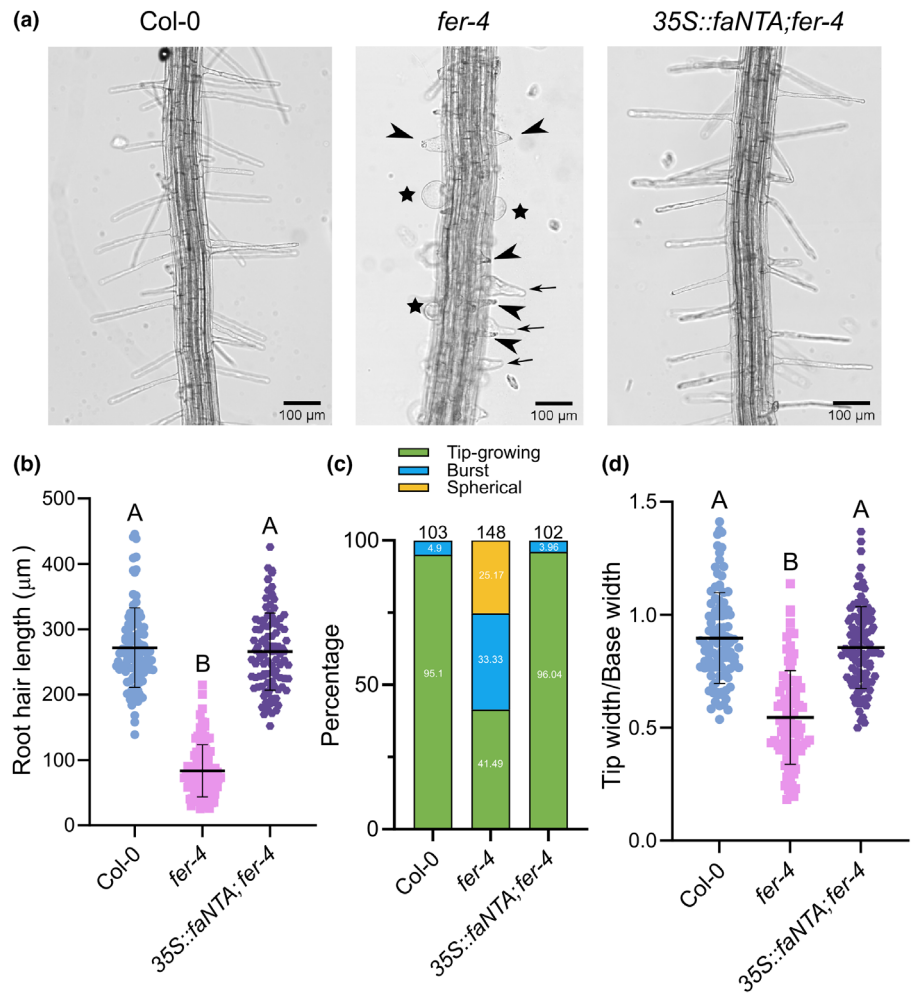 (a)
Col-0
fer-4
35S::faNTA;fer-4
100 μm
100 μm
100 μm
(b)
A
B
A
Root hair length (μm)
500
400
300
200
100
0
Col-0
fer-4
35S::faNTA; fer-4
(c)
Tip-growing
Burst
Spherical
103
148
102
4.9
25.17
3.96
33.33
95.1
96.04
41.49
Percentage
100
50
0
Col-0
fer-4
35S::faNTA; fer-4
(d)
A
B
A
Tip width/Base width
1.5
1.0
0.5
0.0
Col-0
fer-4
35S::faNTA; fer-4